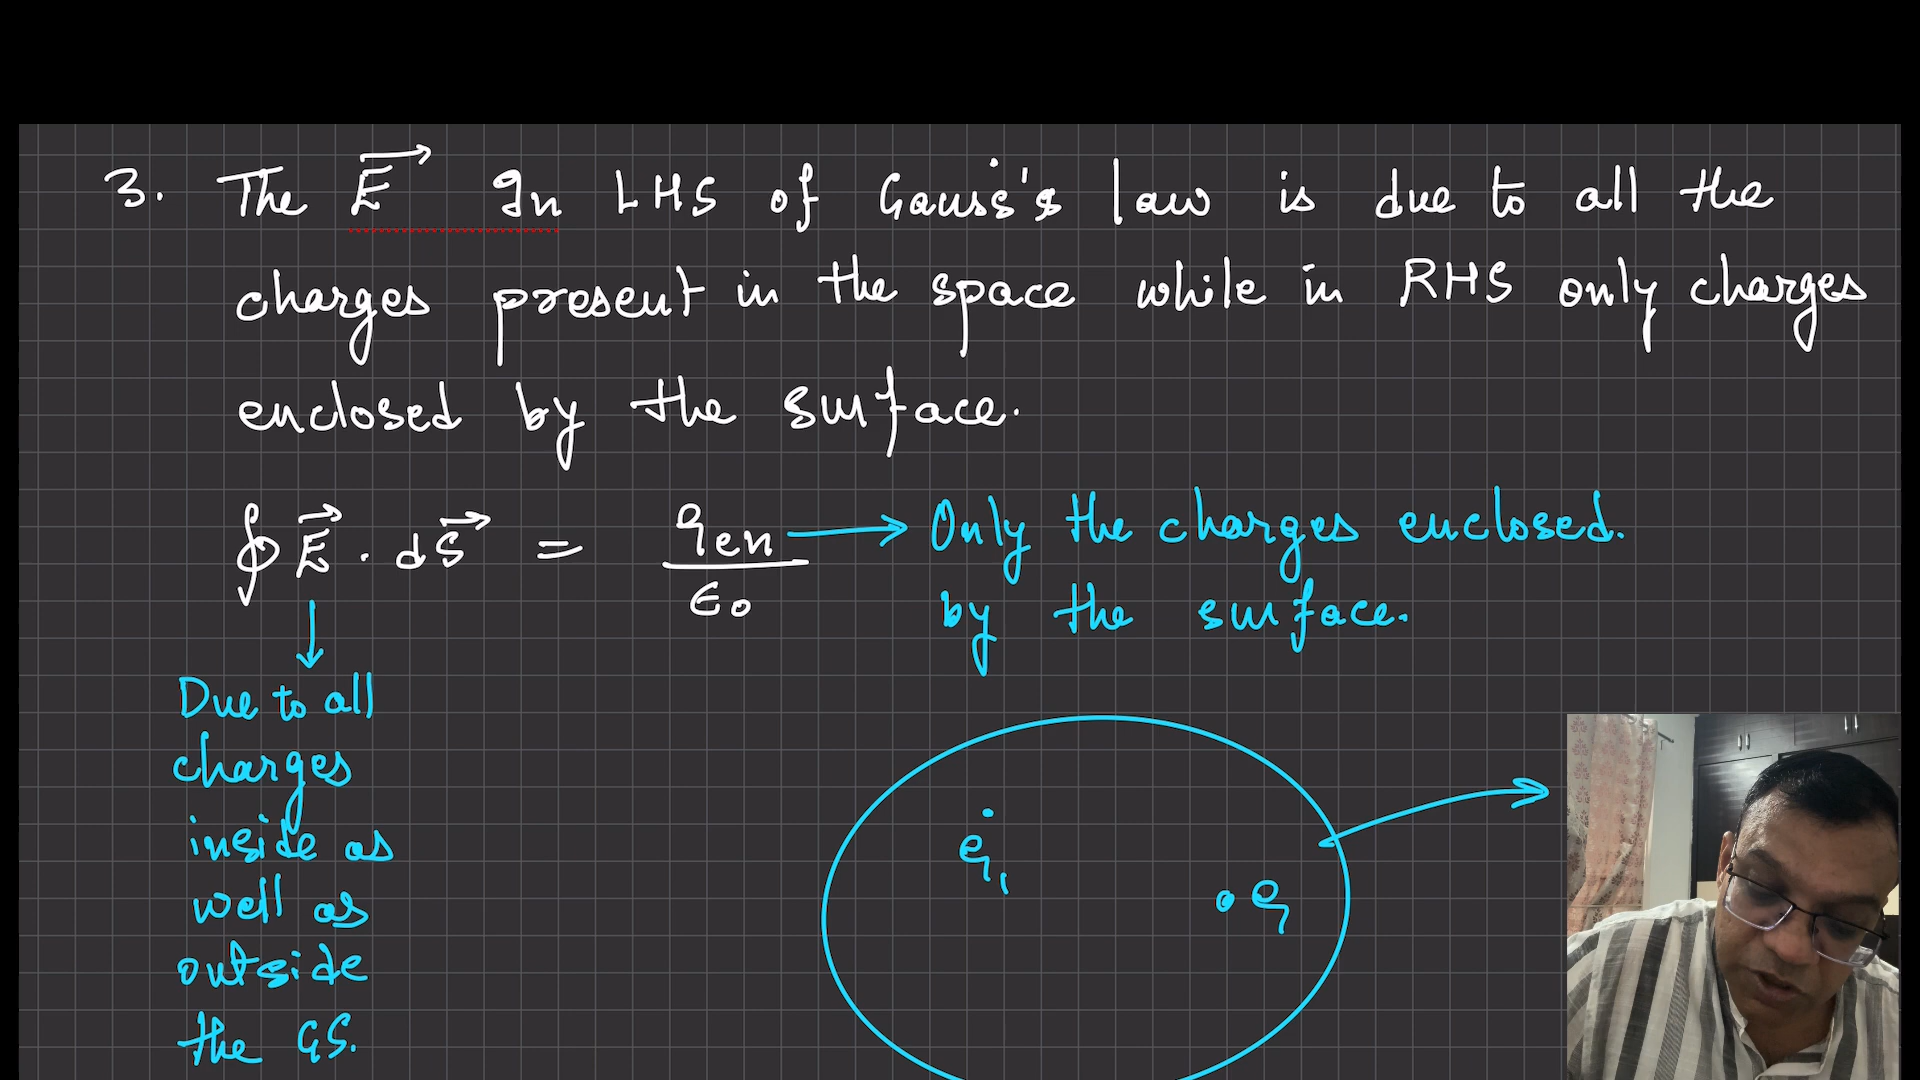 3. The E⃗ In LHS of Gauss's law is due to all the
charges present in the space while in RHS only charges
enclosed by the surface.
∮ E⃗ . dS⃗ = qen / ϵ0 → Only the charges enclosed.
by the surface.
Due to all
charges
inside as
well as
outside
the GS.
q1
q